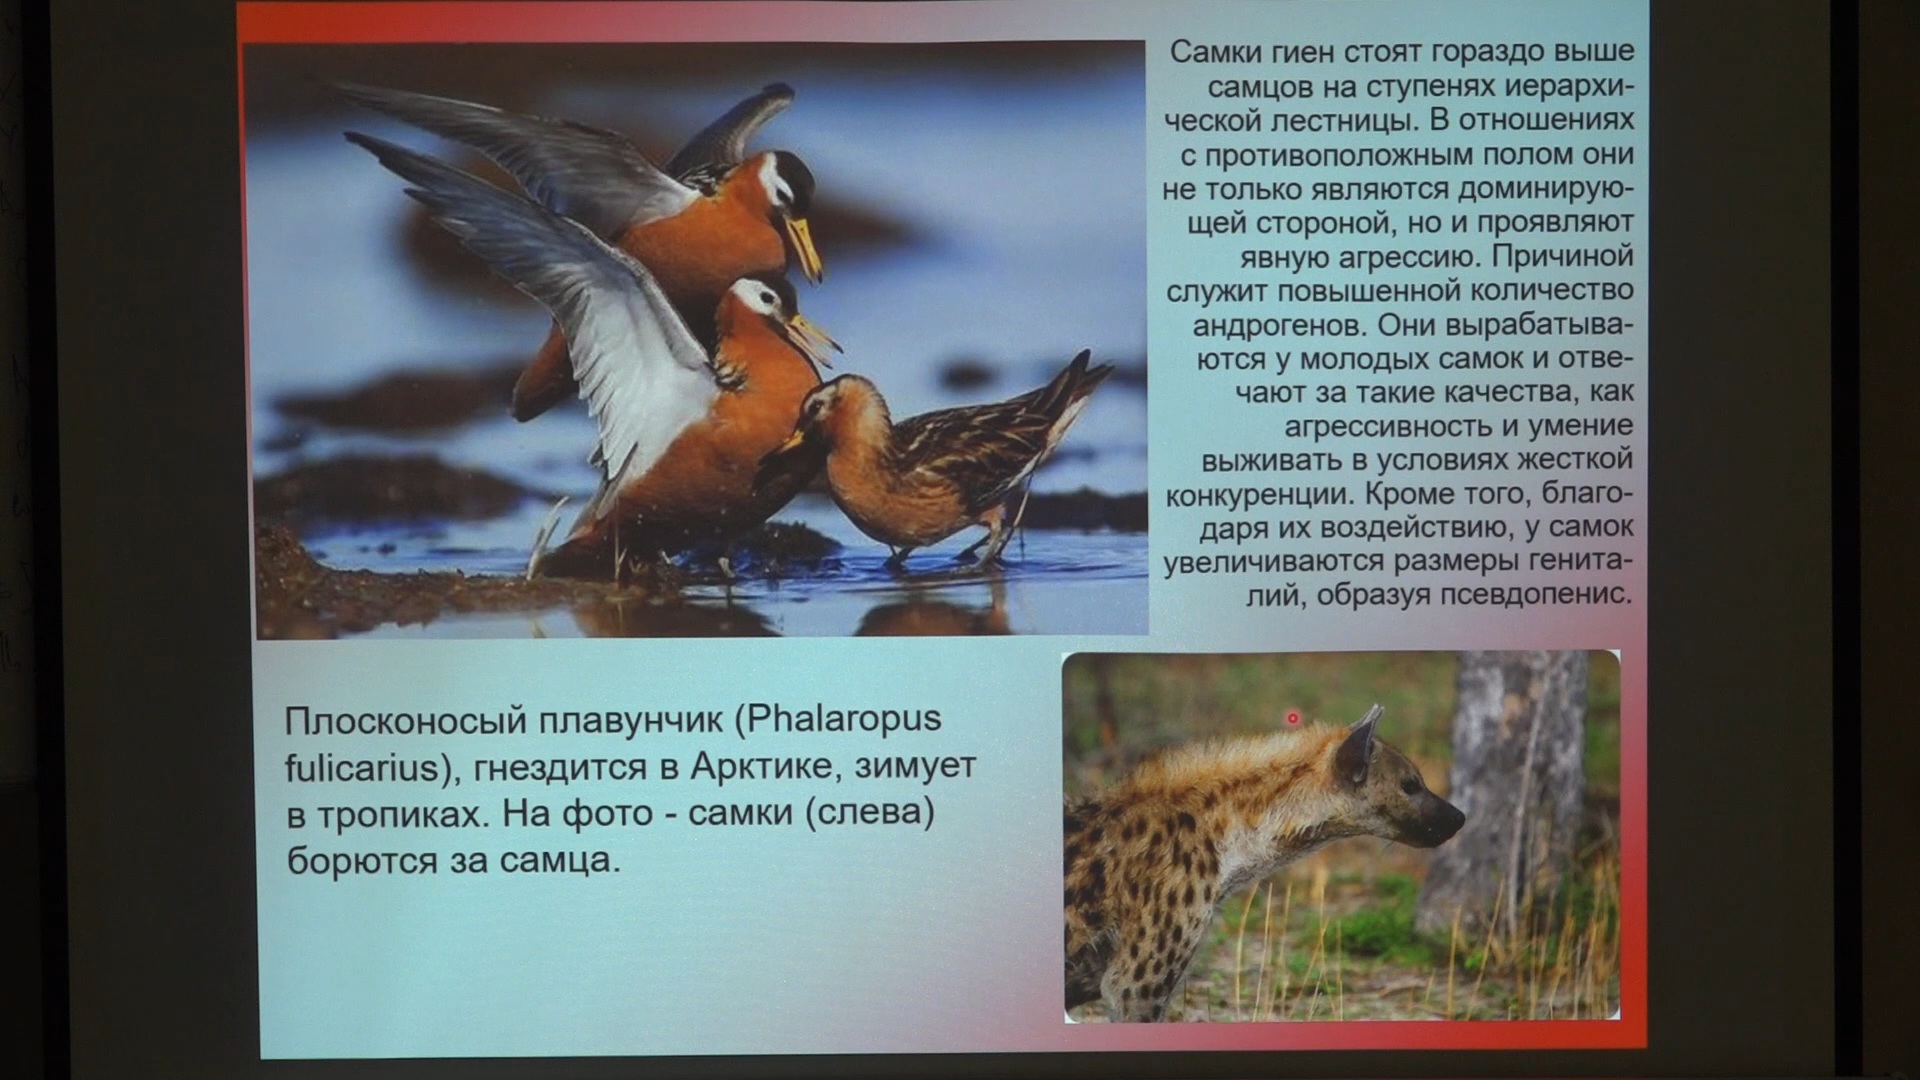 Самки гиен стоят гораздо выше
самцов на ступенях иерархи-
ческой лестницы. В отношениях
с противоположным полом они
не только являются доминирую-
щей стороной, но и проявляют
явную агрессию. Причиной
служит повышенной количество
андрогенов. Они вырабатыва-
ются у молодых самок и отве-
чают за такие качества, как
агрессивность и умение
выживать в условиях жесткой
конкуренции. Кроме того, благо-
даря их воздействию, у самок
увеличиваются размеры генита-
лий, образуя псевдопенис.
Плосконосый плавунчик (Phalaropus
fulicarius), гнездится в Арктике, зимует
в тропиках. На фото - самки (слева)
борются за самца.